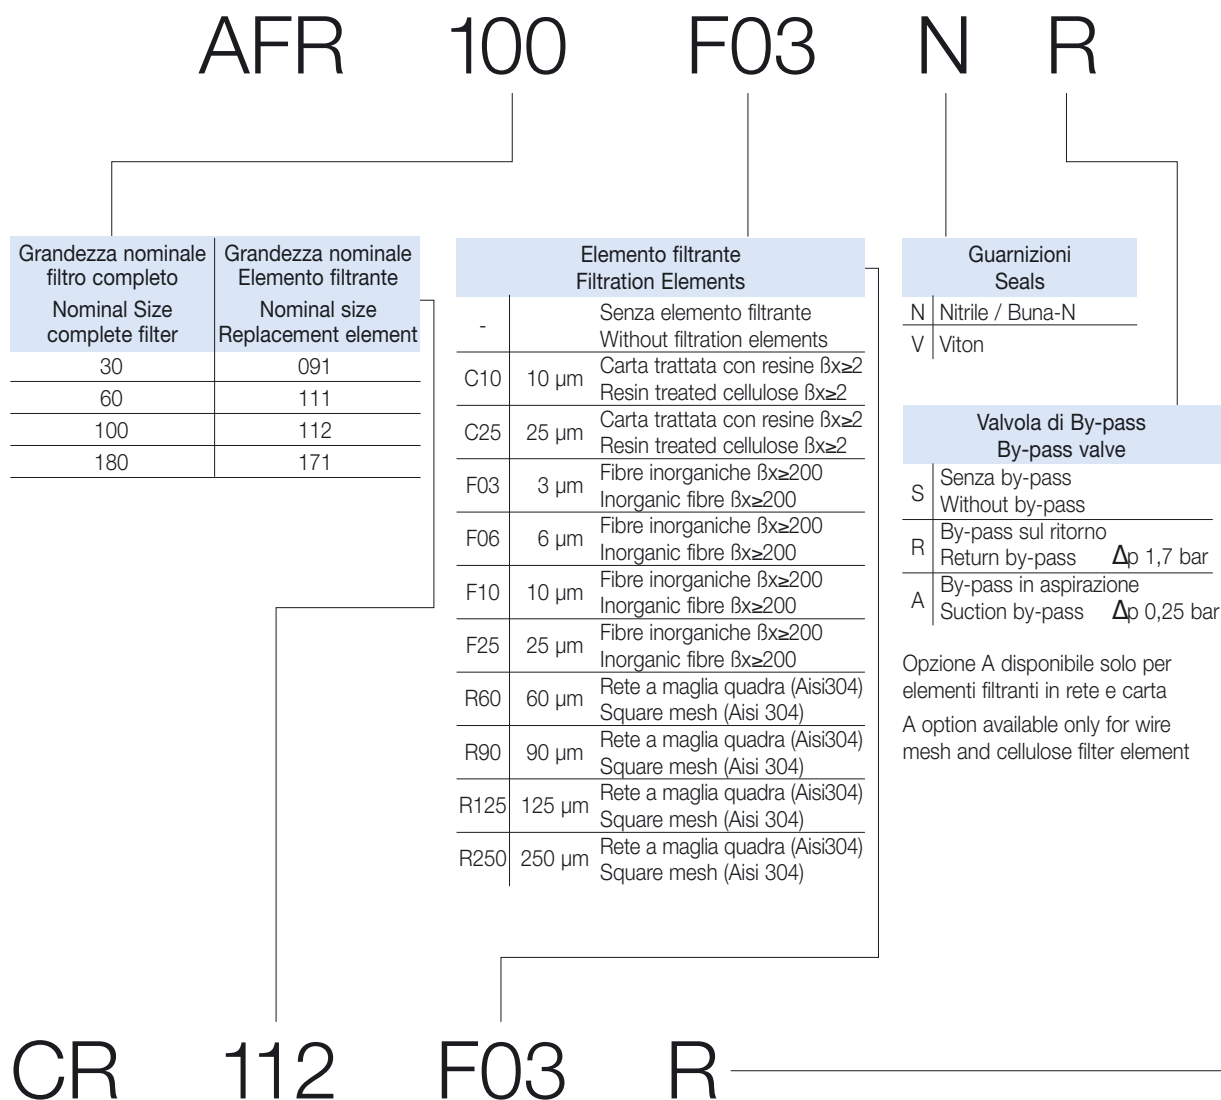 AFR 100 F03 N R
Grandezza nominale
filtro completo
Nominal Size
complete filter
Grandezza nominale
Elemento filtrante
Nominal size
Replacement element
30 091
60 111
100 112
180 171
Elemento filtrante
Filtration Elements
- Senza elemento filtrante
Without filtration elements
C10 10 µm Carta trattata con resine ßx≥2
Resin treated cellulose ßx≥2
C25 25 µm Carta trattata con resine ßx≥2
Resin treated cellulose ßx≥2
F03 3 µm Fibre inorganiche ßx≥200
Inorganic fibre ßx≥200
F06 6 µm Fibre inorganiche ßx≥200
Inorganic fibre ßx≥200
F10 10 µm Fibre inorganiche ßx≥200
Inorganic fibre ßx≥200
F25 25 µm Fibre inorganiche ßx≥200
Inorganic fibre ßx≥200
R60 60 µm Rete a maglia quadra (Aisi304)
Square mesh (Aisi 304)
R90 90 µm Rete a maglia quadra (Aisi304)
Square mesh (Aisi 304)
R125 125 µm Rete a maglia quadra (Aisi304)
Square mesh (Aisi 304)
R250 250 µm Rete a maglia quadra (Aisi304)
Square mesh (Aisi 304)
Guarnizioni
Seals
N Nitrile / Buna-N
V Viton
Valvola di By-pass
By-pass valve
S Senza by-pass
Without by-pass
R By-pass sul ritorno
Return by-pass Δp 1,7 bar
A By-pass in aspirazione
Suction by-pass Δp 0,25 bar
Opzione A disponibile solo per
elementi filtranti in rete e carta
A option available only for wire
mesh and cellulose filter element
CR 112 F03 R